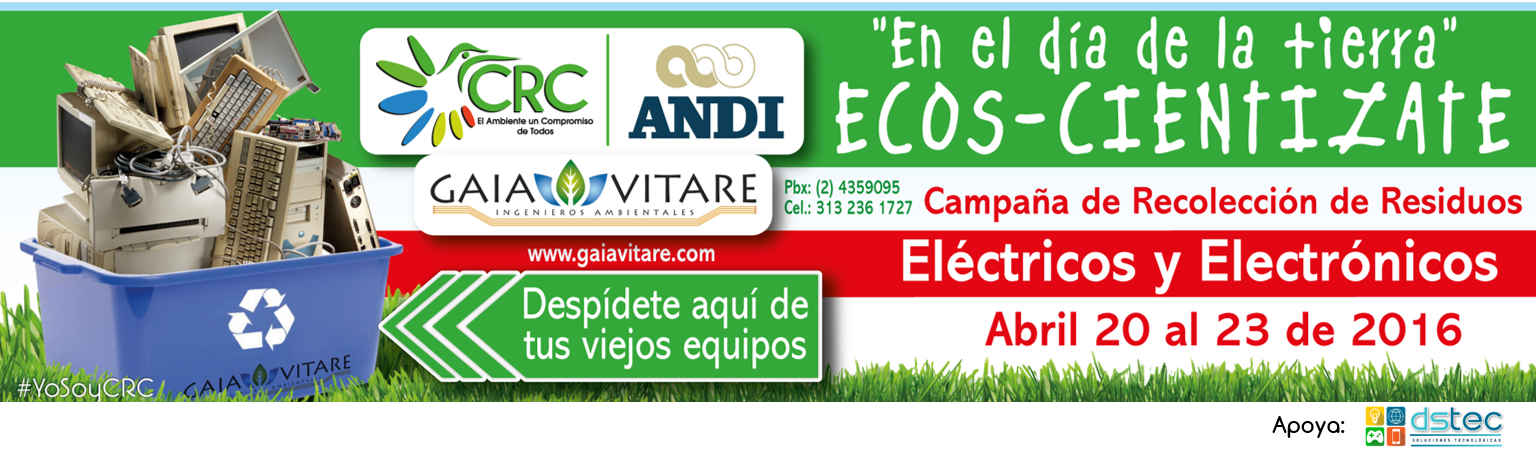 "En el día de la tierra"
ECOS-CIENTIZATE
CRC
El Ambiente un Compromiso
de Todos
ANDI
GAIA VITARE
INGENIEROS AMBIENTALES
Pbx: (2) 4359095
Cel.: 313 236 1727
Campaña de Recolección de Residuos
www.gaiavitare.com
Eléctricos y Electrónicos
Despídete aquí de
tus viejos equipos
Abril 20 al 23 de 2016
GAIA VITARE
#YoSoyCRC
Apoya:
dstec
SOLUCIONES TECNOLÓGICAS